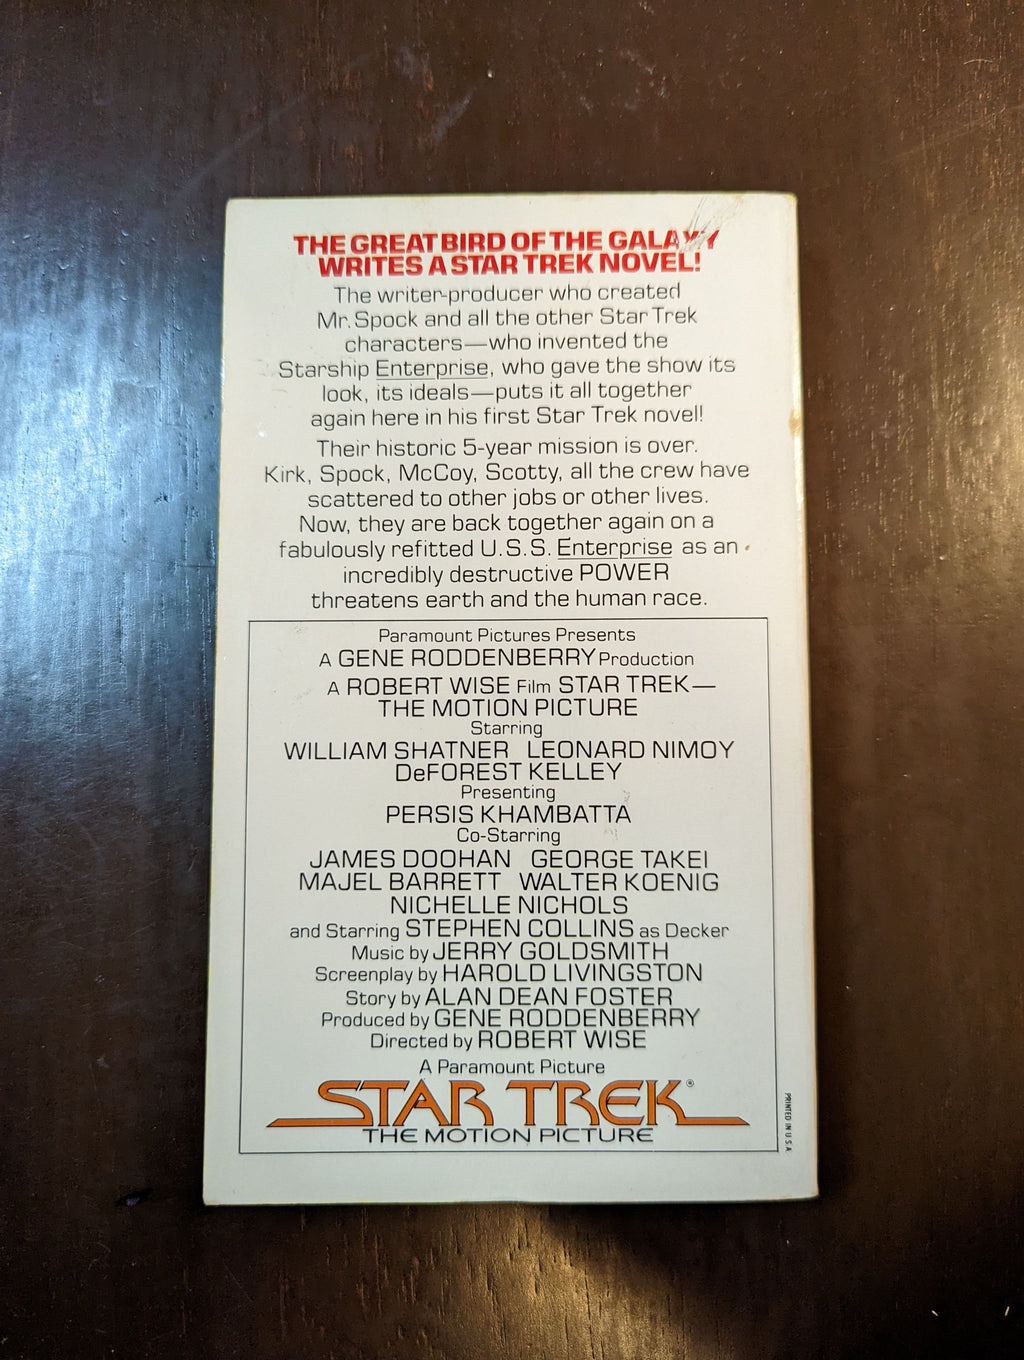 THE GREAT BIRD OF THE GALAXY
WRITES A STAR TREK NOVEL!
The writer-producer who created
Mr. Spock and all the other Star Trek
characters—who invented the
Starship Enterprise, who gave the show its
look, its ideals—puts it all together
again here in his first Star Trek novel!
Their historic 5-year mission is over.
Kirk, Spock, McCoy, Scotty, all the crew have
scattered to other jobs or other lives.
Now, they are back together again on a
fabulously refitted U.S.S. Enterprise as an
incredibly destructive POWER
threatens earth and the human race.
Paramount Pictures Presents
A GENE RODDENBERRY Production
A ROBERT WISE Film STAR TREK—
THE MOTION PICTURE
Starring
WILLIAM SHATNER LEONARD NIMOY
DeFOREST KELLEY
Presenting
PERSIS KHAMBATTA
Co-Starring
JAMES DOOHAN GEORGE TAKEI
MAJEL BARRETT WALTER KOENIG
NICHELLE NICHOLS
and Starring STEPHEN COLLINS as Decker
Music by JERRY GOLDSMITH
Screenplay by HAROLD LIVINGSTON
Story by ALAN DEAN FOSTER
Produced by GENE RODDENBERRY
Directed by ROBERT WISE
A Paramount Picture
STAR TREK®
THE MOTION PICTURE
PRINTED IN U.S.A.